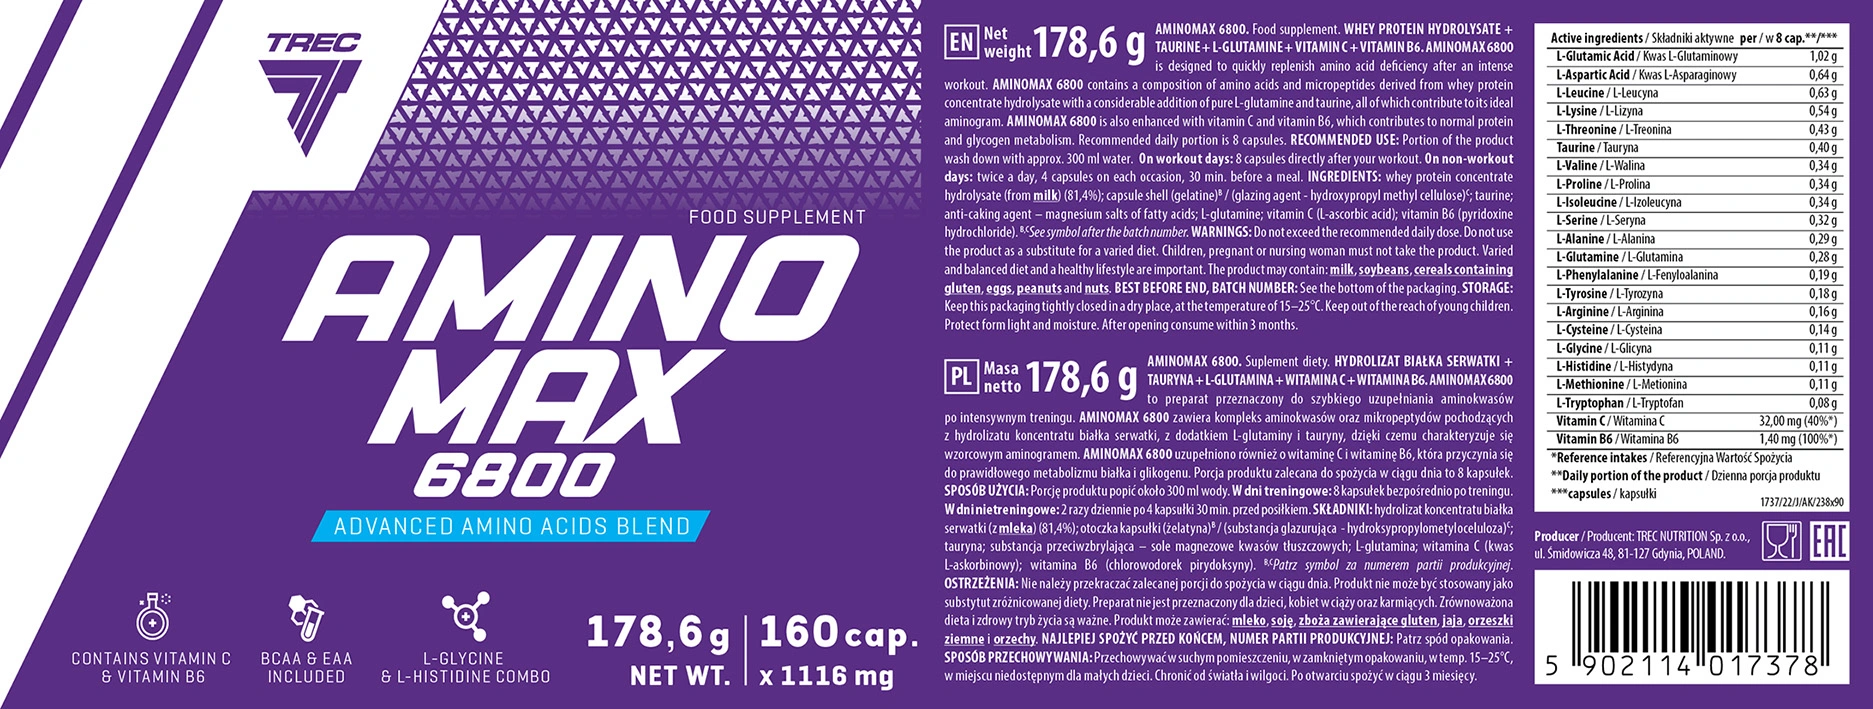 TREC
FOOD SUPPLEMENT
AMINO
MAX
6800
ADVANCED AMINO ACIDS BLEND
CONTAINS VITAMIN C
& VITAMIN B6
BCAA & EAA
INCLUDED
L-GLYCINE
& L-HISTIDINE COMBO
178,6 g
NET WT.
160 cap.
x 1116 mg
EN
Net
weight
178,6 g
AMINOMAX 6800. Food supplement. WHEY PROTEIN HYDROLYSATE +
TAURINE + L-GLUTAMINE + VITAMIN C + VITAMIN B6. AMINOMAX 6800
is designed to quickly replenish amino acid deficiency after an intense
workout. AMINOMAX 6800 contains a composition of amino acids and micropeptides derived from whey protein
concentrate hydrolysate with a considerable addition of pure L-glutamine and taurine, all of which contribute to its ideal
aminogram. AMINOMAX 6800 is also enhanced with vitamin C and vitamin B6, which contributes to normal protein
and glycogen metabolism. Recommended daily portion is 8 capsules. RECOMMENDED USE: Portion of the product
wash down with approx. 300 ml water. On workout days: 8 capsules directly after your workout. On non-workout
days: twice a day, 4 capsules on each occasion, 30 min. before a meal. INGREDIENTS: whey protein concentrate
hydrolysate (from milk) (81,4%); capsule shell (gelatine)ᴮ / (glazing agent - hydroxypropyl methyl cellulose)ᶜ; taurine;
anti-caking agent – magnesium salts of fatty acids; L-glutamine; vitamin C (L-ascorbic acid); vitamin B6 (pyridoxine
hydrochloride). ᴮ,ᶜSee symbol after the batch number. WARNINGS: Do not exceed the recommended daily dose. Do not use
the product as a substitute for a varied diet. Children, pregnant or nursing woman must not take the product. Varied
and balanced diet and a healthy lifestyle are important. The product may contain: milk, soybeans, cereals containing
gluten, eggs, peanuts and nuts. BEST BEFORE END, BATCH NUMBER: See the bottom of the packaging. STORAGE:
Keep this packaging tightly closed in a dry place, at the temperature of 15–25°C. Keep out of the reach of young children.
Protect form light and moisture. After opening consume within 3 months.
PL
Masa
netto
178,6 g
AMINOMAX 6800. Suplement diety. HYDROLIZAT BIAŁKA SERWATKI +
TAURYNA + L-GLUTAMINA + WITAMINA C + WITAMINA B6. AMINOMAX 6800
to preparat przeznaczony do szybkiego uzupełniania aminokwasów
po intensywnym treningu. AMINOMAX 6800 zawiera kompleks aminokwasów oraz mikropeptydów pochodzących
z hydrolizatu koncentratu białka serwatki, z dodatkiem L-glutaminy i tauryny, dzięki czemu charakteryzuje się
wzorcowym aminogramem. AMINOMAX 6800 uzupełniono również o witaminę C i witaminę B6, która przyczynia się
do prawidłowego metabolizmu białka i glikogenu. Porcja produktu zalecana do spożycia w ciągu dnia to 8 kapsułek.
SPOSÓB UŻYCIA: Porcję produktu popić około 300 ml wody. W dni treningowe: 8 kapsułek bezpośrednio po treningu.
W dni nietreningowe: 2 razy dziennie po 4 kapsułki 30 min. przed posiłkiem. SKŁADNIKI: hydrolizat koncentratu białka
serwatki (z mleka) (81,4%); otoczka kapsułki (żelatyna)ᴮ / (substancja glazurująca - hydroksypropylometyloceluloza)ᶜ;
tauryna; substancja przeciwzbrylająca – sole magnezowe kwasów tłuszczowych; L-glutamina; witamina C (kwas
L-askorbinowy); witamina B6 (chlorowodorek pirydoksyny). ᴮ,ᶜPatrz symbol za numerem partii produkcyjnej.
OSTRZEŻENIA: Nie należy przekraczać zalecanej porcji do spożycia w ciągu dnia. Produkt nie może być stosowany jako
substytut zróżnicowanej diety. Preparat nie jest przeznaczony dla dzieci, kobiet w ciąży oraz karmiących. Zrównoważona
dieta i zdrowy tryb życia są ważne. Produkt może zawierać: mleko, soję, zboża zawierające gluten, jaja, orzeszki
ziemne i orzechy. NAJLEPIEJ SPOŻYĆ PRZED KOŃCEM, NUMER PARTII PRODUKCYJNEJ: Patrz spód opakowania.
SPOSÓB PRZECHOWYWANIA: Przechowywać w suchym pomieszczeniu, w zamkniętym opakowaniu, w temp. 15–25°C,
w miejscu niedostępnym dla małych dzieci. Chronić od światła i wilgoci. Po otwarciu spożyć w ciągu 3 miesięcy.
Active ingredients / Składniki aktywne per / w 8 cap.**/***
L-Glutamic Acid / Kwas L-Glutaminowy 1,02 g
L-Aspartic Acid / Kwas L-Asparaginowy 0,64 g
L-Leucine / L-Leucyna 0,63 g
L-Lysine / L-Lizyna 0,54 g
L-Threonine / L-Treonina 0,43 g
Taurine / Tauryna 0,40 g
L-Valine / L-Walina 0,34 g
L-Proline / L-Prolina 0,34 g
L-Isoleucine / L-Izoleucyna 0,34 g
L-Serine / L-Seryna 0,32 g
L-Alanine / L-Alanina 0,29 g
L-Glutamine / L-Glutamina 0,28 g
L-Phenylalanine / L-Fenyloalanina 0,19 g
L-Tyrosine / L-Tyrozyna 0,18 g
L-Arginine / L-Arginina 0,16 g
L-Cysteine / L-Cysteina 0,14 g
L-Glycine / L-Glicyna 0,11 g
L-Histidine / L-Histydyna 0,11 g
L-Methionine / L-Metionina 0,11 g
L-Tryptophan / L-Tryptofan 0,08 g
Vitamin C / Witamina C 32,00 mg (40%*)
Vitamin B6 / Witamina B6 1,40 mg (100%*)
*Reference intakes / Referencyjna Wartość Spożycia
**Daily portion of the product / Dzienna porcja produktu
***capsules / kapsułki
1737/22/J/AK/238x90
Producer / Producent: TREC NUTRITION Sp. z o.o.,
ul. Śmidowicza 48, 81-127 Gdynia, POLAND.
EAC
5 902114 017378